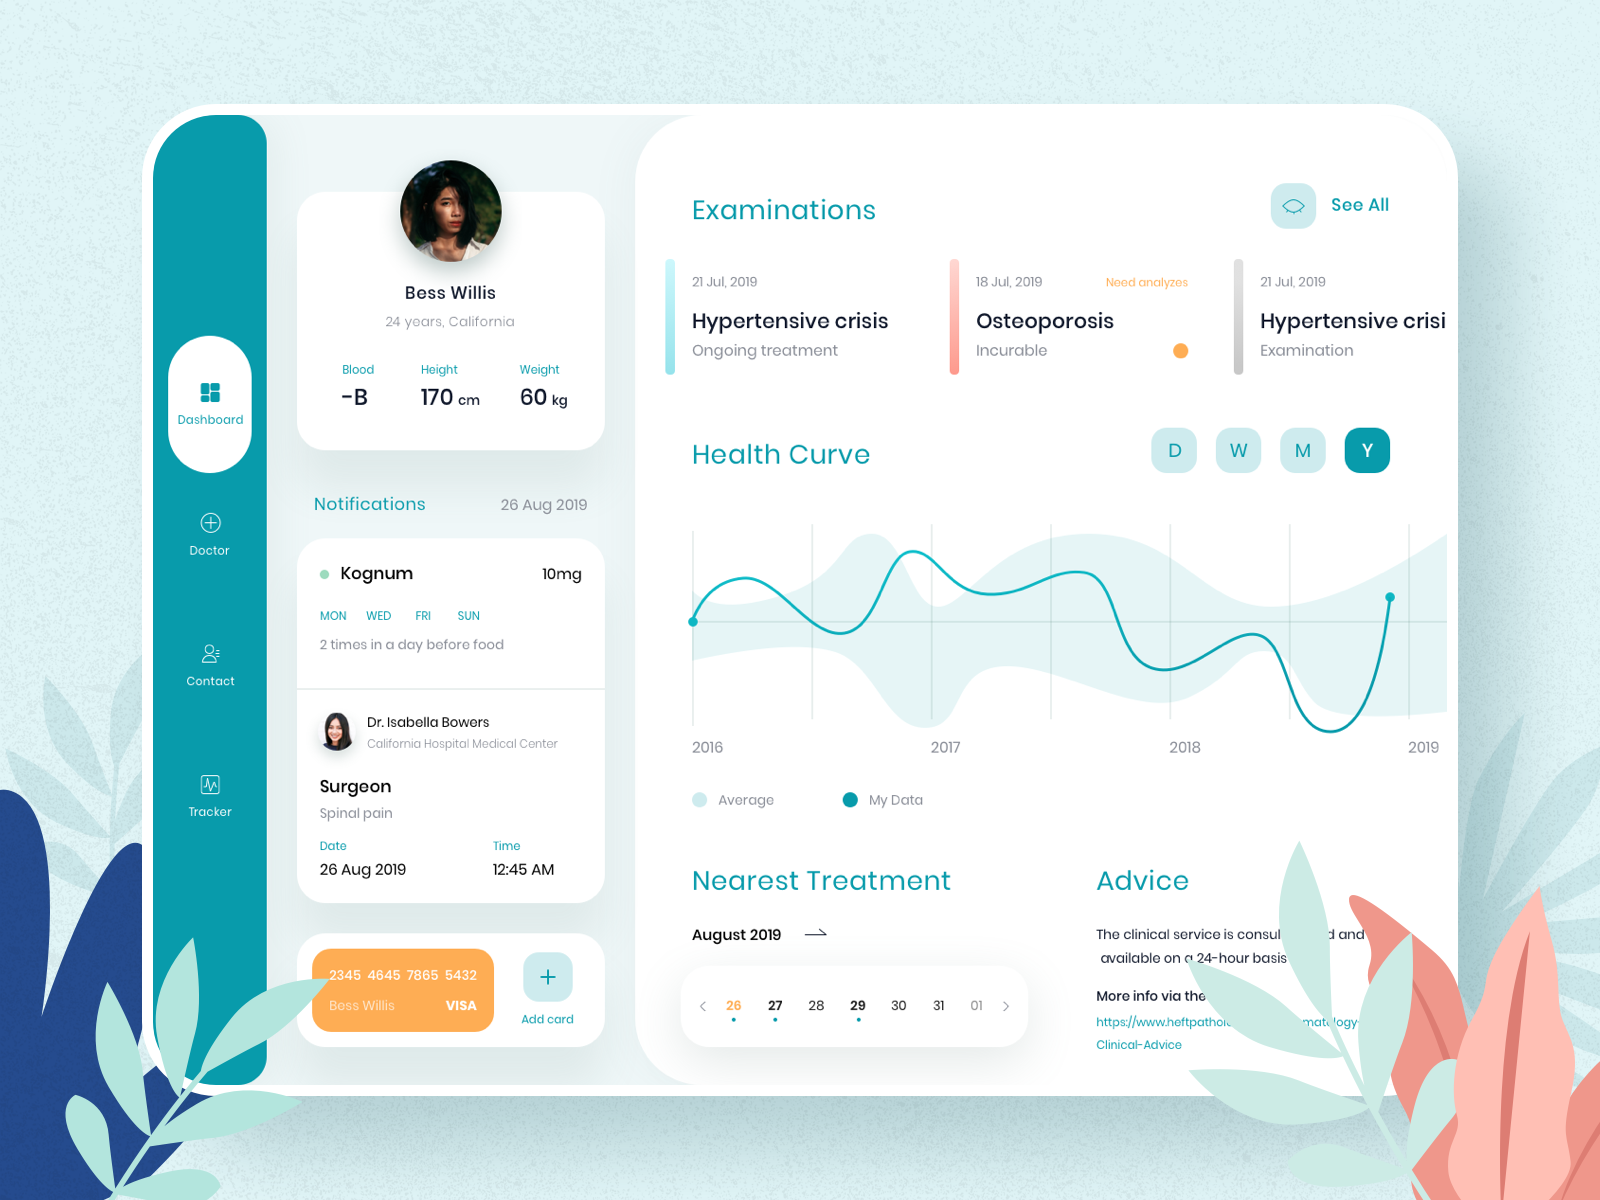 Dashboard
Doctor
Contact
Tracker
Bess Willis
24 years, California
Blood Height Weight
-B 170 cm 60 kg
Notifications 26 Aug 2019
Kognum 10mg
MON WED FRI SUN
2 times in a day before food
Dr. Isabella Bowers
California Hospital Medical Center
Surgeon
Spinal pain
Date Time
26 Aug 2019 12:45 AM
2345 4645 7865 5432
Bess Willis VISA
Add card
Examinations See All
21 Jul, 2019
Hypertensive crisis
Ongoing treatment
18 Jul, 2019 Need analyzes
Osteoporosis
Incurable
21 Jul, 2019
Hypertensive crisi
Examination
Health Curve D W M Y
2016 2017 2018 2019
Average My Data
Nearest Treatment
August 2019
26 27 28 29 30 31 01
Advice
The clinical service is consul d and
available on a 24-hour basis
More info via the
https://www.heftpathol matology-
Clinical-Advice